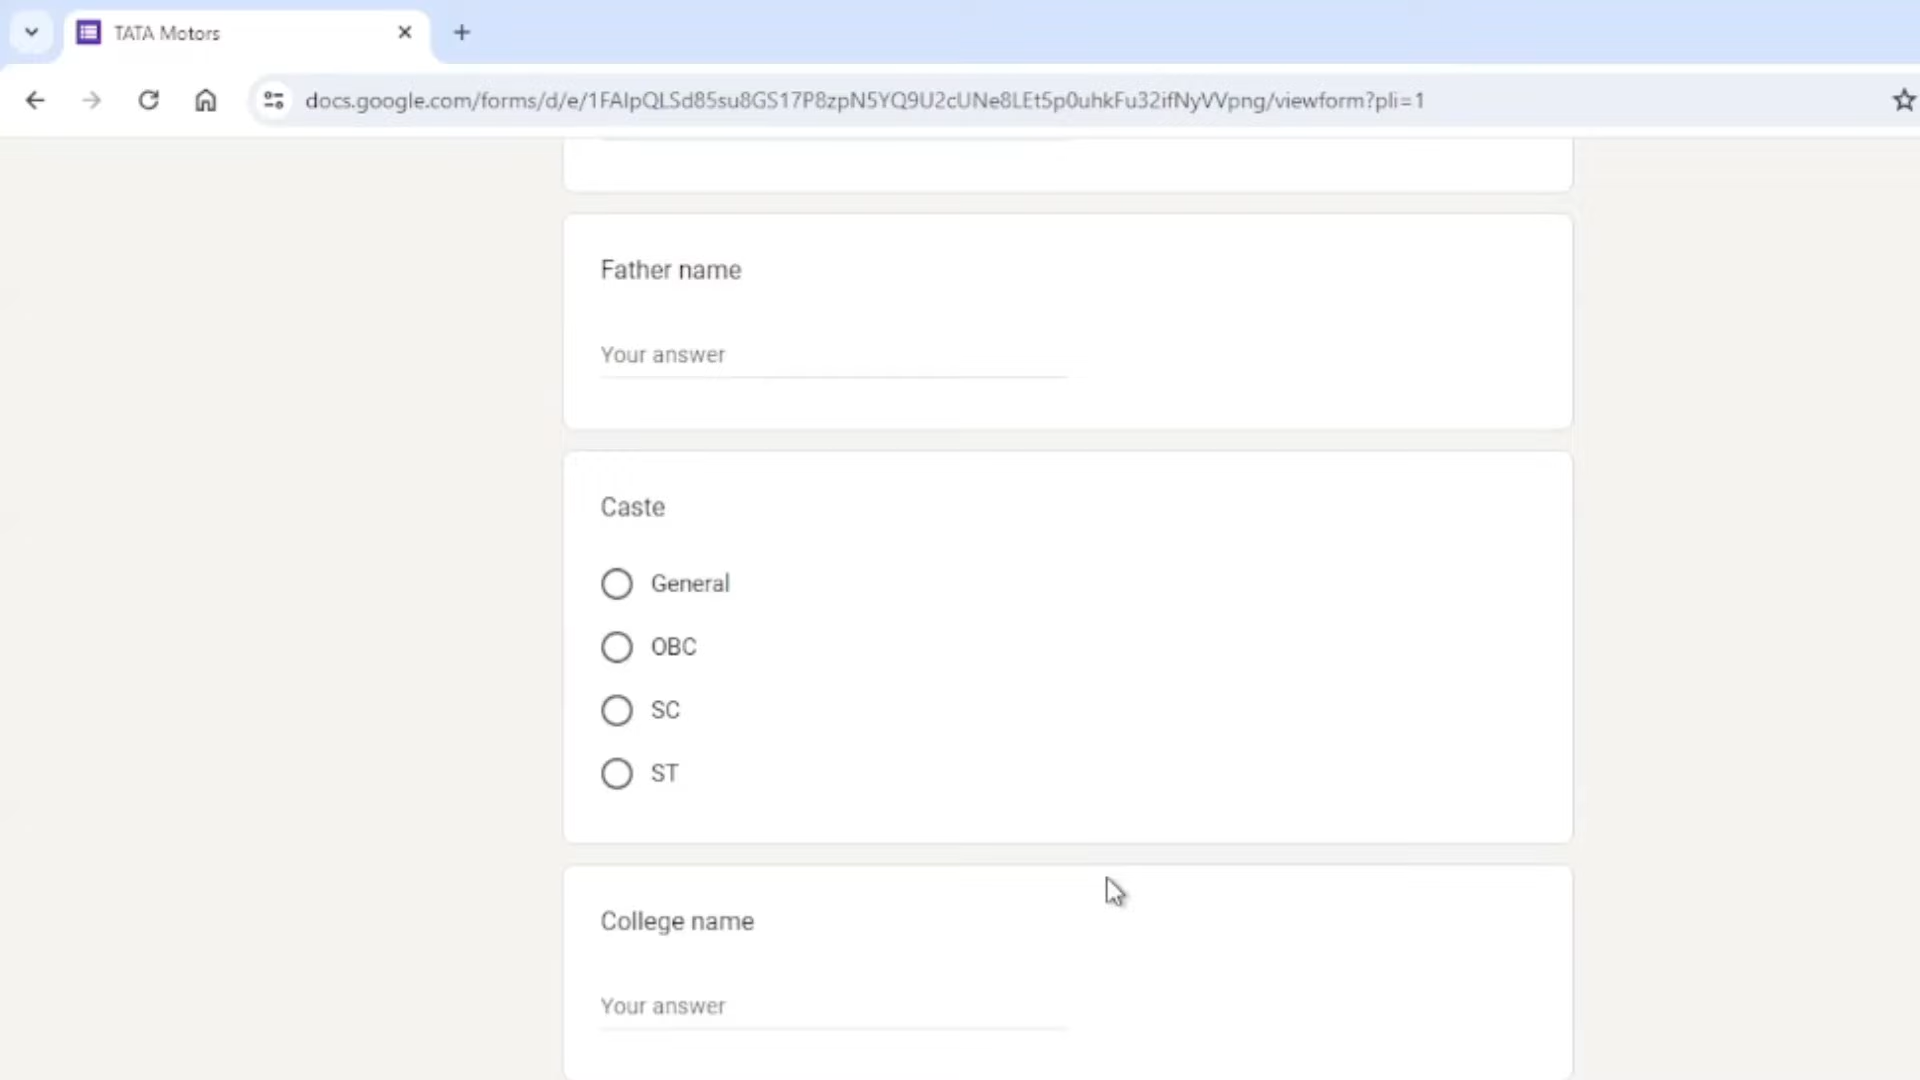 TATA Motors
docs.google.com/forms/d/e/1FAIpQLSd85su8GS17P8zpN5YQ9U2cUNe8LEt5p0uhkFu32ifNyVVpng/viewform?pli=1
Father name
Your answer
Caste
General
OBC
SC
ST
College name
Your answer